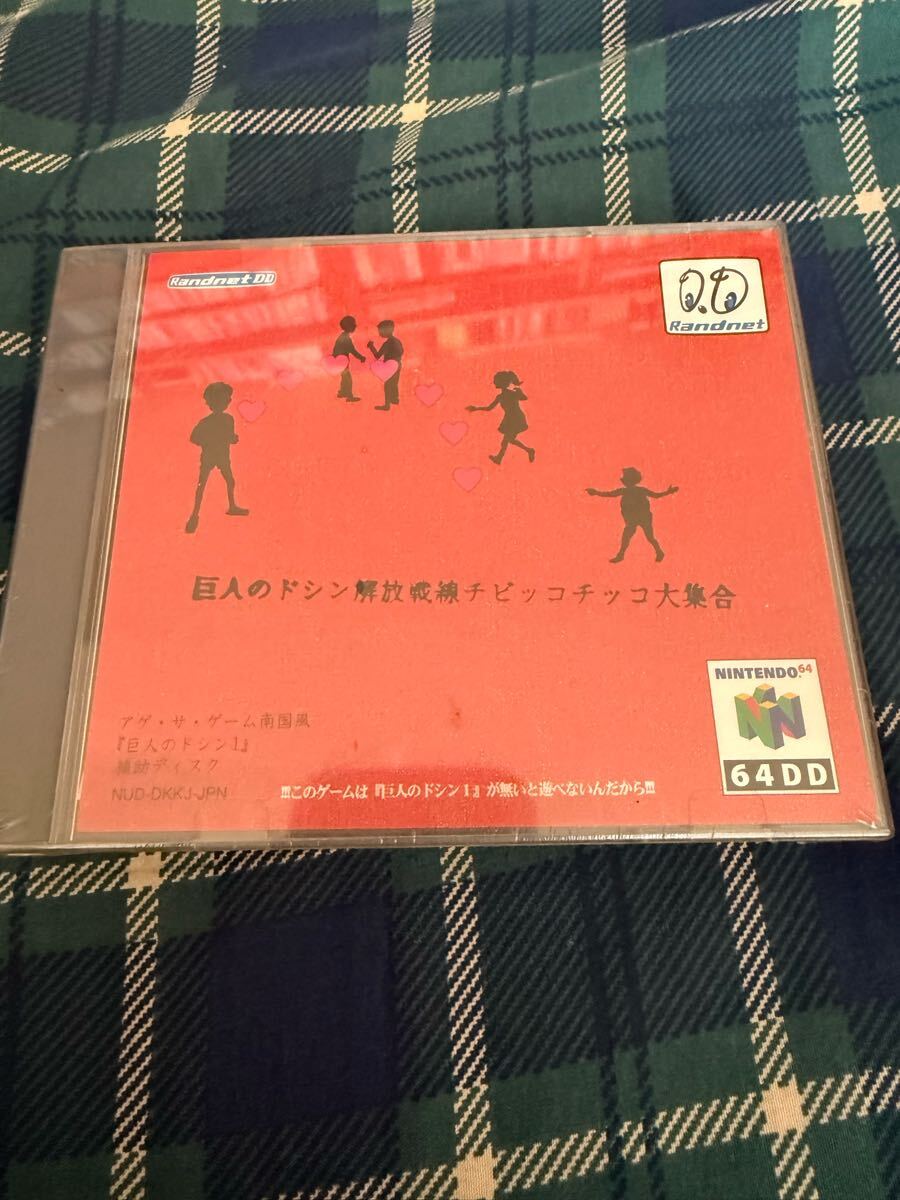 Randnet DD
Randnet
巨人のドシン解放戦線チビッコチッコ大集合
NINTENDO64
64DD
アゲ・サ・ゲーム南国風
『巨人のドシン1』
補助ディスク
NUD-DKKJ-JPN
!!!このゲームは『巨人のドシン1』が無いと遊べないんだから!!!